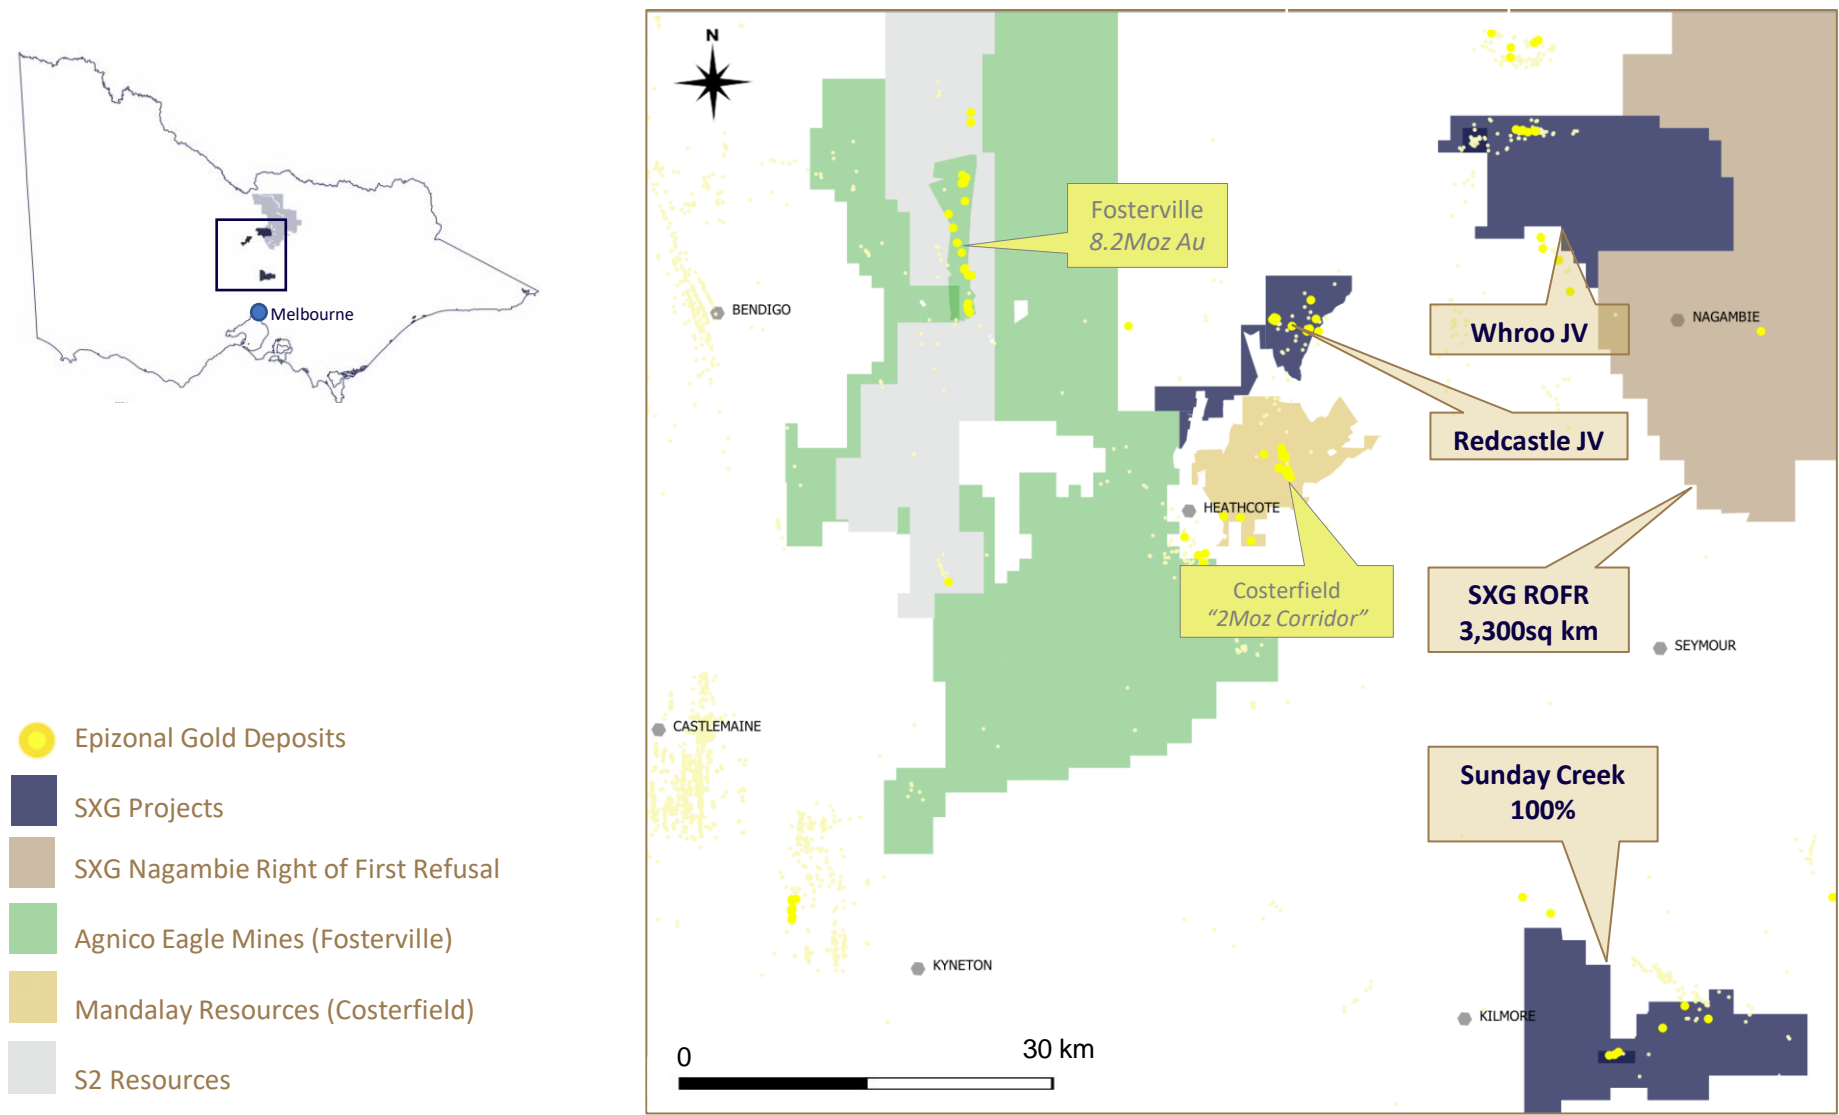 Melbourne
Epizonal Gold Deposits
SXG Projects
SXG Nagambie Right of First Refusal
Agnico Eagle Mines (Fosterville)
Mandalay Resources (Costerfield)
S2 Resources
N
Fosterville
8.2Moz Au
BENDIGO
NAGAMBIE
Whroo JV
Redcastle JV
HEATHCOTE
Costerfield
“2Moz Corridor”
SXG ROFR
3,300sq km
SEYMOUR
CASTLEMAINE
Sunday Creek
100%
KYNETON
KILMORE
0
30 km